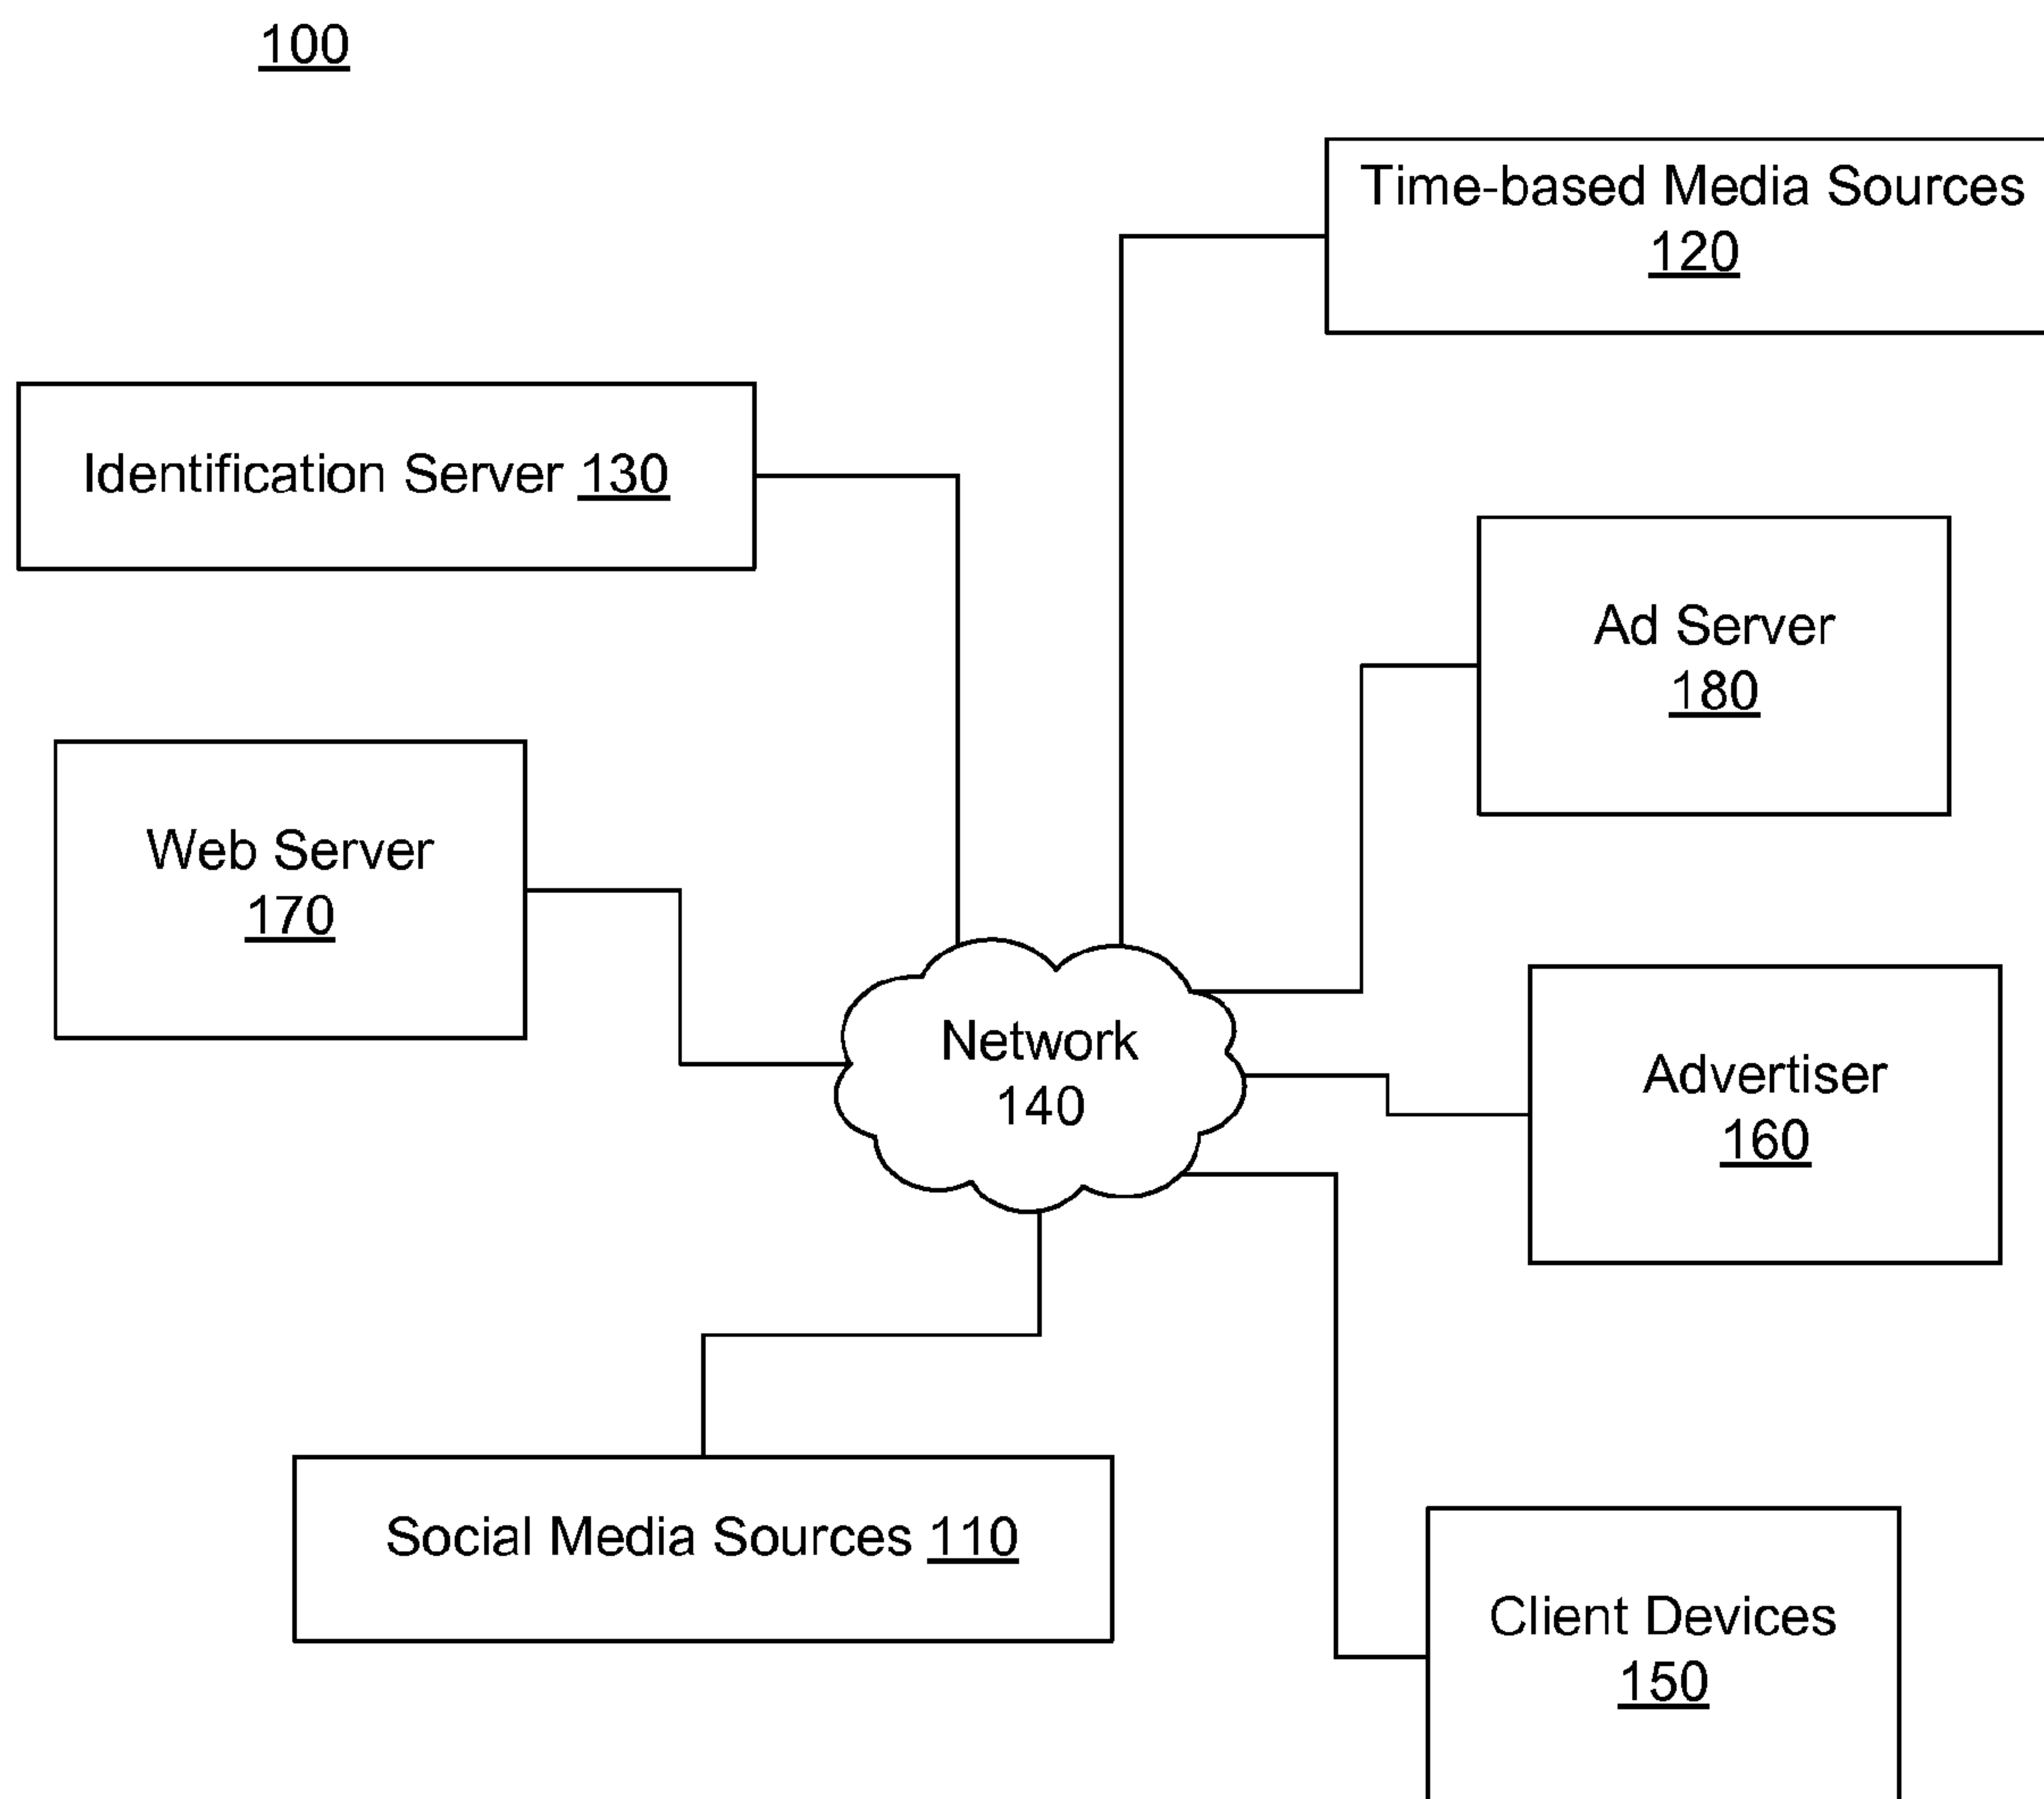 100
Time-based Media Sources
120
Identification Server 130
Ad Server
180
Web Server
170
Network
140
Advertiser
160
Social Media Sources 110
Client Devices
150